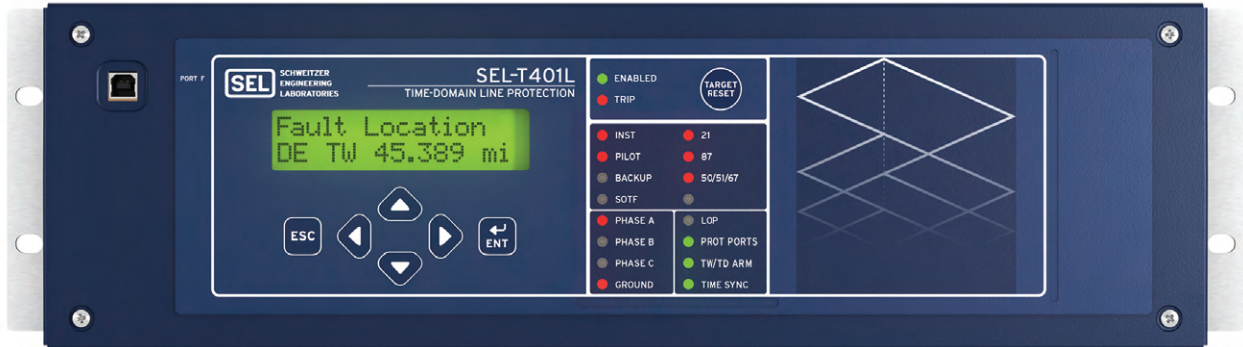 PORT F
SEL
SCHWEITZER
ENGINEERING
LABORATORIES
SEL-T401L
TIME-DOMAIN LINE PROTECTION
Fault Location
DE TW 45.389 mi
ESC
ENT
ENABLED
TRIP
TARGET
RESET
INST
21
PILOT
87
BACKUP
50/51/67
SOTF
PHASE A
LOP
PHASE B
PROT PORTS
PHASE C
TW/TD ARM
GROUND
TIME SYNC